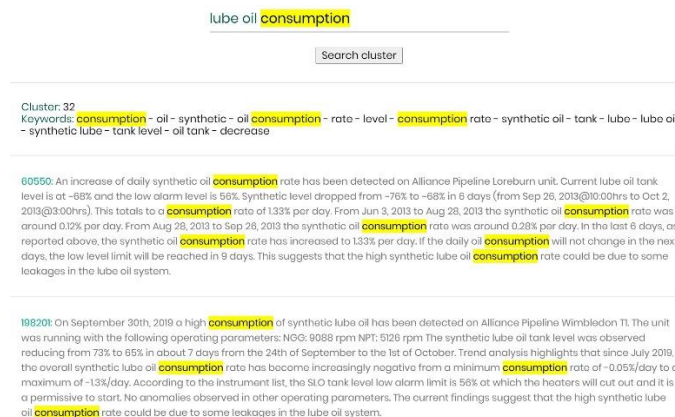 lube oil consumption
Search cluster
Cluster: 32
Keywords: consumption - oil - synthetic - oil consumption - rate - level - consumption rate - synthetic oil - tank - lube - lube oi
- synthetic lube - tank level - oil tank - decrease
60550: An increase of daily synthetic oil consumption rate has been detected on Alliance Pipeline Loreburn unit. Current lube oil tank
level is at ~68% and the low alarm level is 56%. Synthetic level dropped from ~76% to ~68% in 6 days (from Sep 26, 2013@10:00hrs to Oct 2,
2013@3:00hrs). This totals to a consumption rate of 1.33% per day. From Jun 3, 2013 to Aug 28, 2013 the synthetic oil consumption rate was
around 0.12% per day. From Aug 28, 2013 to Sep 26, 2013 the synthetic oil consumption rate was around 0.28% per day. In the last 6 days, as
reported above, the synthetic oil consumption rate has increased to 1.33% per day. If the daily oil consumption will not change in the nex
days, the low level limit will be reached in 9 days. This suggests that the high synthetic lube oil consumption rate could be due to some
leakages in the lube oil system.
198201: On September 30th, 2019 a high consumption of synthetic lube oil has been detected on Alliance Pipeline Wimbledon T1. The unit
was running with the following operating parameters: NGG: 9088 rpm NPT: 5126 rpm The synthetic lube oil tank level was observed
reducing from 73% to 65% in about 7 days from the 24th of September to the 1st of October. Trend analysis highlights that since July 2019,
the overall synthetic lube oil consumption rate has become increasingly negative from a minimum consumption rate of -0.05%/day to a
maximum of -1.3%/day. According to the instrument list, the SLO tank level low alarm limit is 56% at which the heaters will cut out and it is
a permissive to start. No anomalies observed in other operating parameters. The current findings suggest that the high synthetic lube
oil consumption rate could be due to some leakages in the lube oil system.